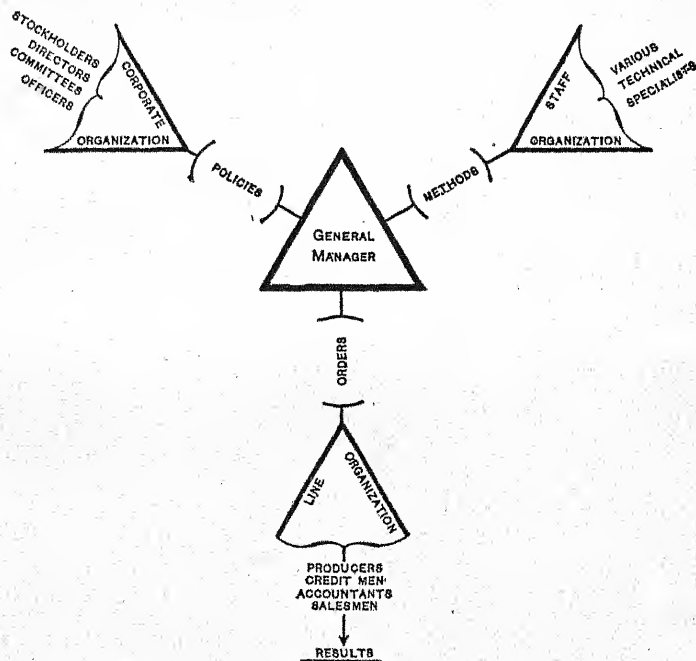 STOCKHOLDERS
DIRECTORS
COMMITTEES
OFFICERS
CORPORATE
ORGANIZATION
VARIOUS
TECHNICAL
SPECIALISTS
STAFF
ORGANIZATION
POLICIES
METHODS
GENERAL
MANAGER
ORDERS
LINE
ORGANIZATION
PRODUCERS
CREDIT MEN
ACCOUNTANTS
SALESMEN
RESULTS